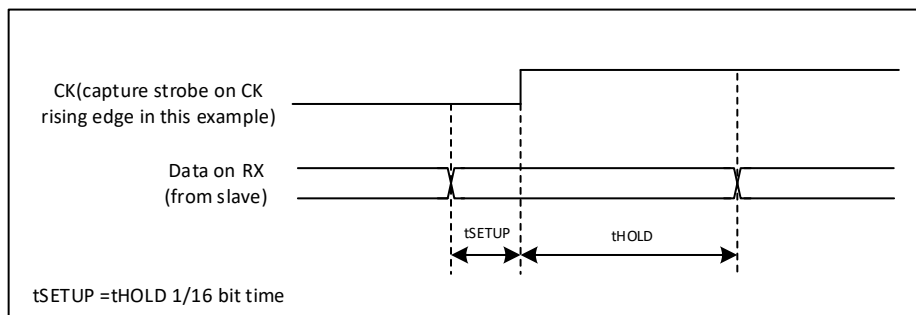 CK(capture strobe on CK
rising edge in this example)
Data on RX
(from slave)
tSETUP
tHOLD
tSETUP =tHOLD 1/16 bit time